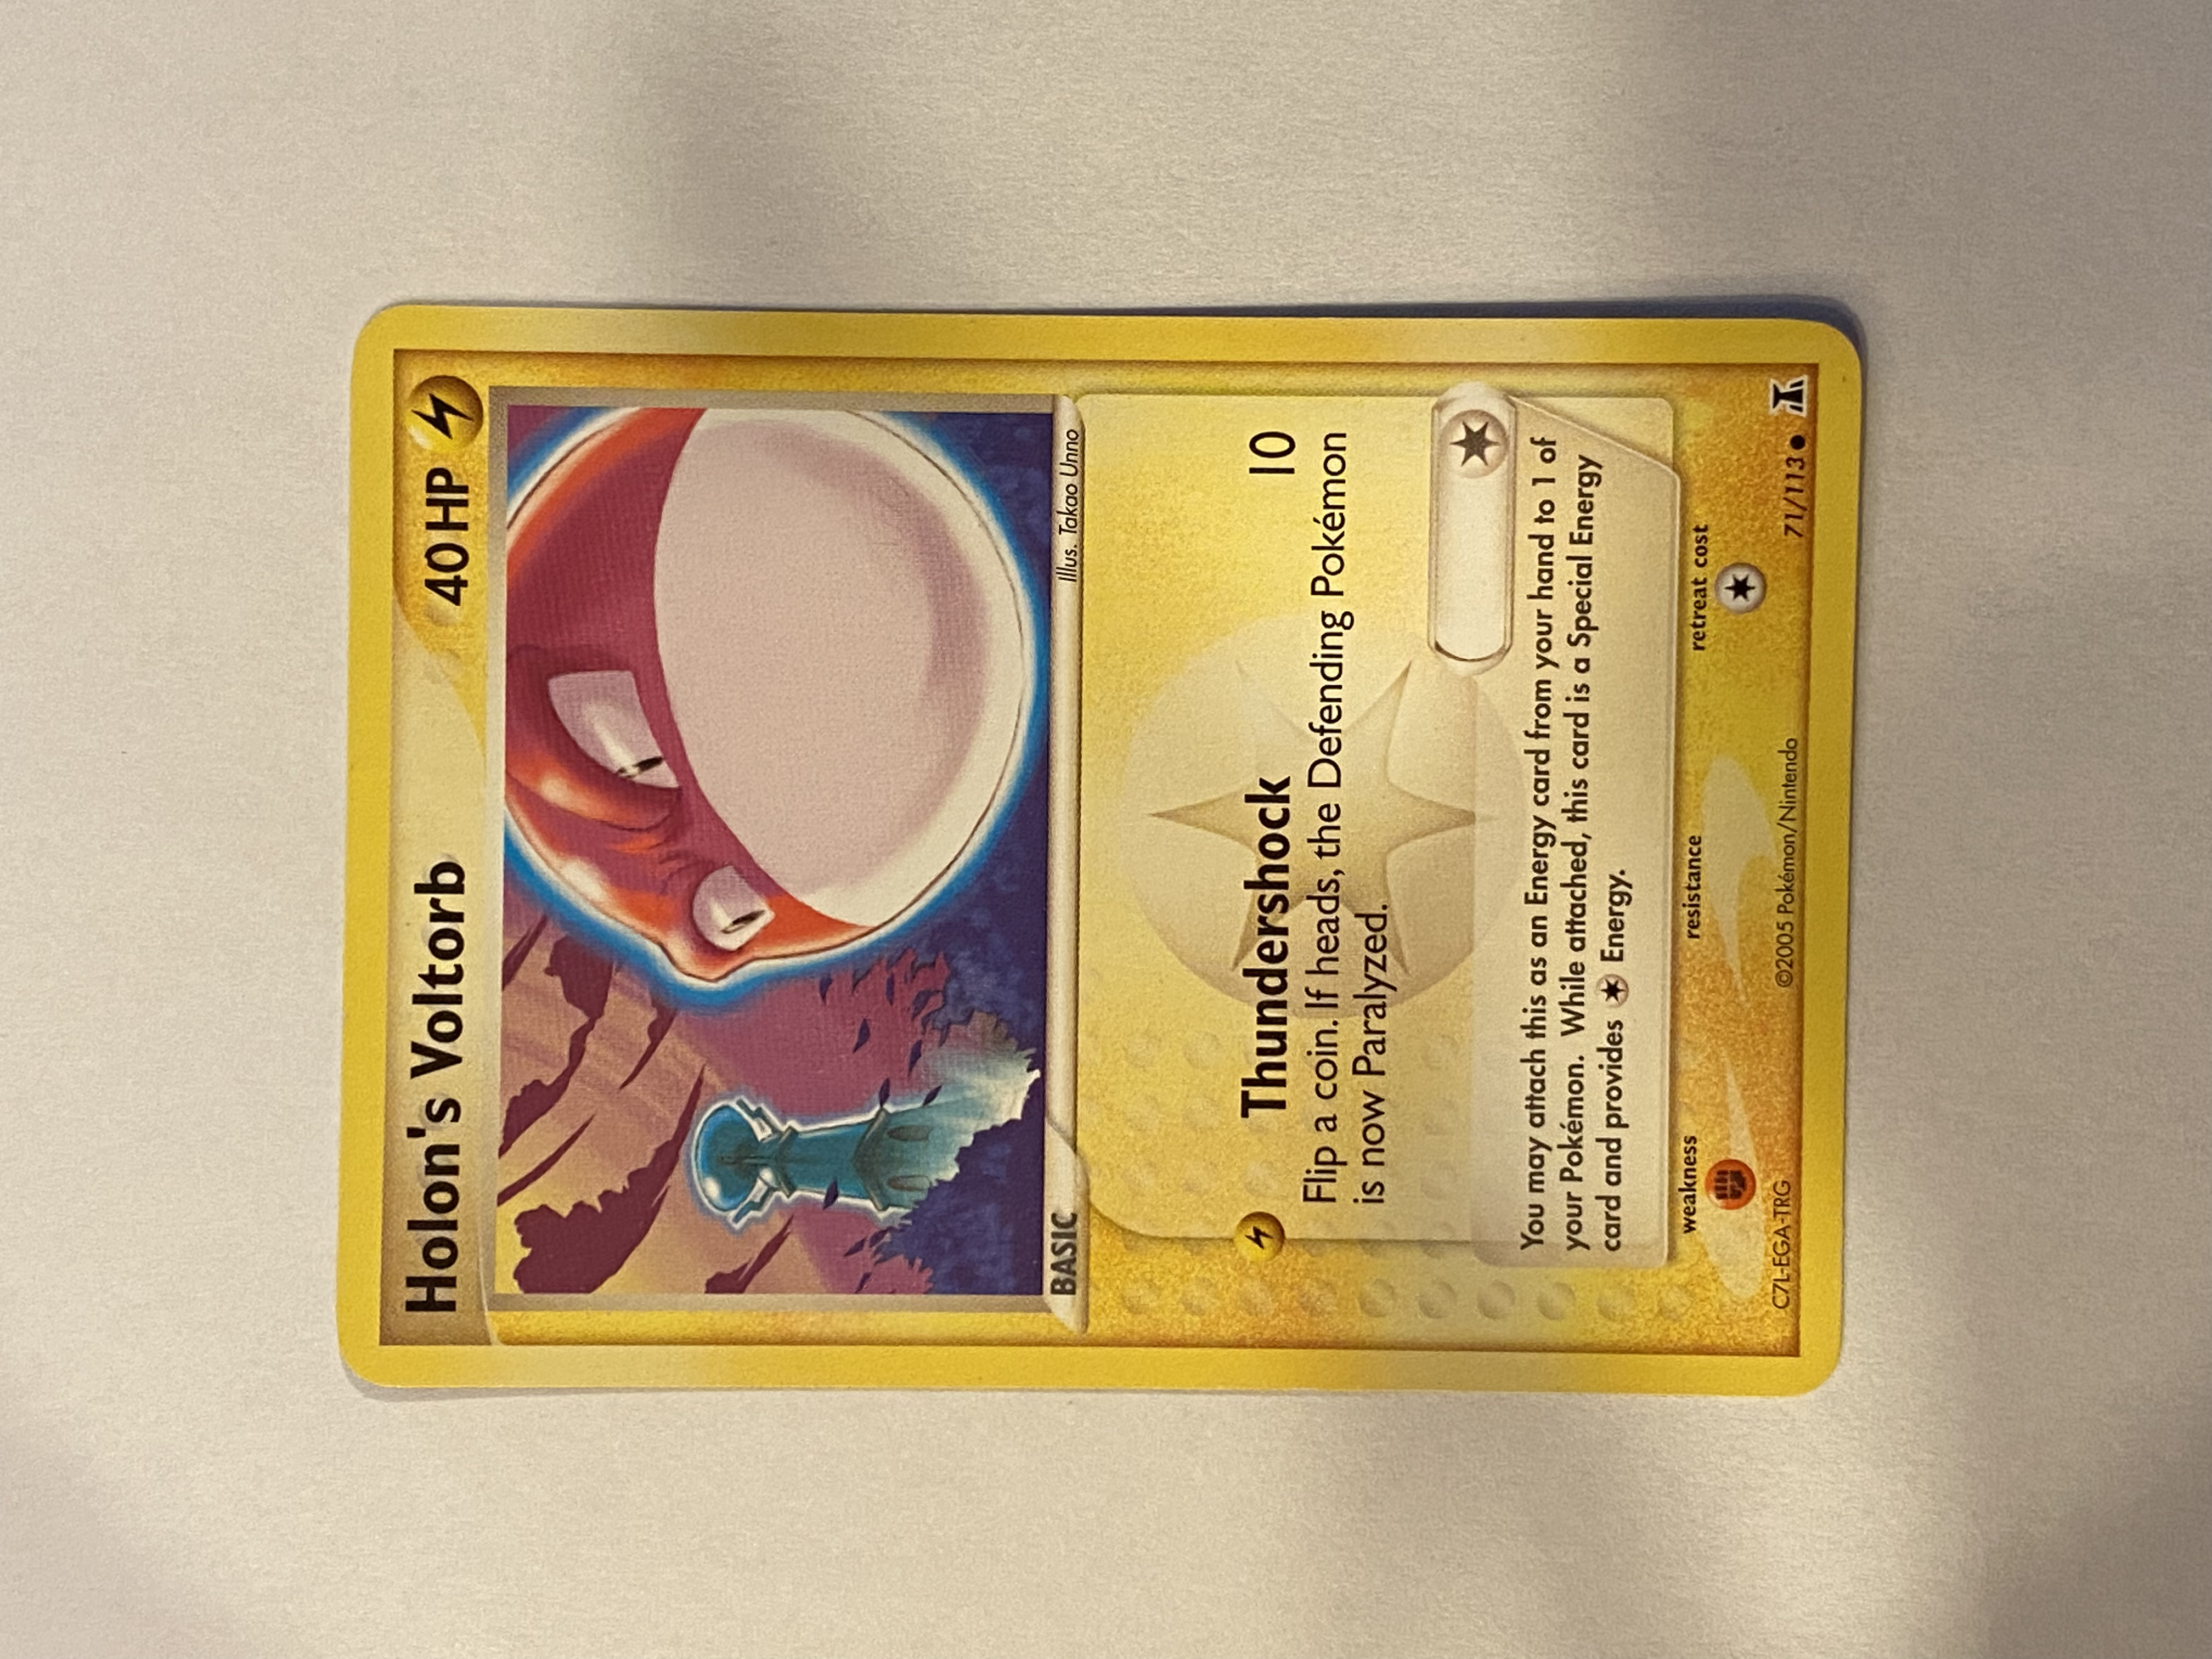 Holon's Voltorb 40 HP
BASIC
Illus. Takao Unno
Thundershock 10
Flip a coin. If heads, the Defending Pokémon
is now Paralyzed.
You may attach this as an Energy card from your hand to 1 of
your Pokémon. While attached, this card is a Special Energy
card and provides Energy.
weakness resistance retreat cost
C7L-EGA-TRG ©2005 Pokémon/Nintendo 71/113